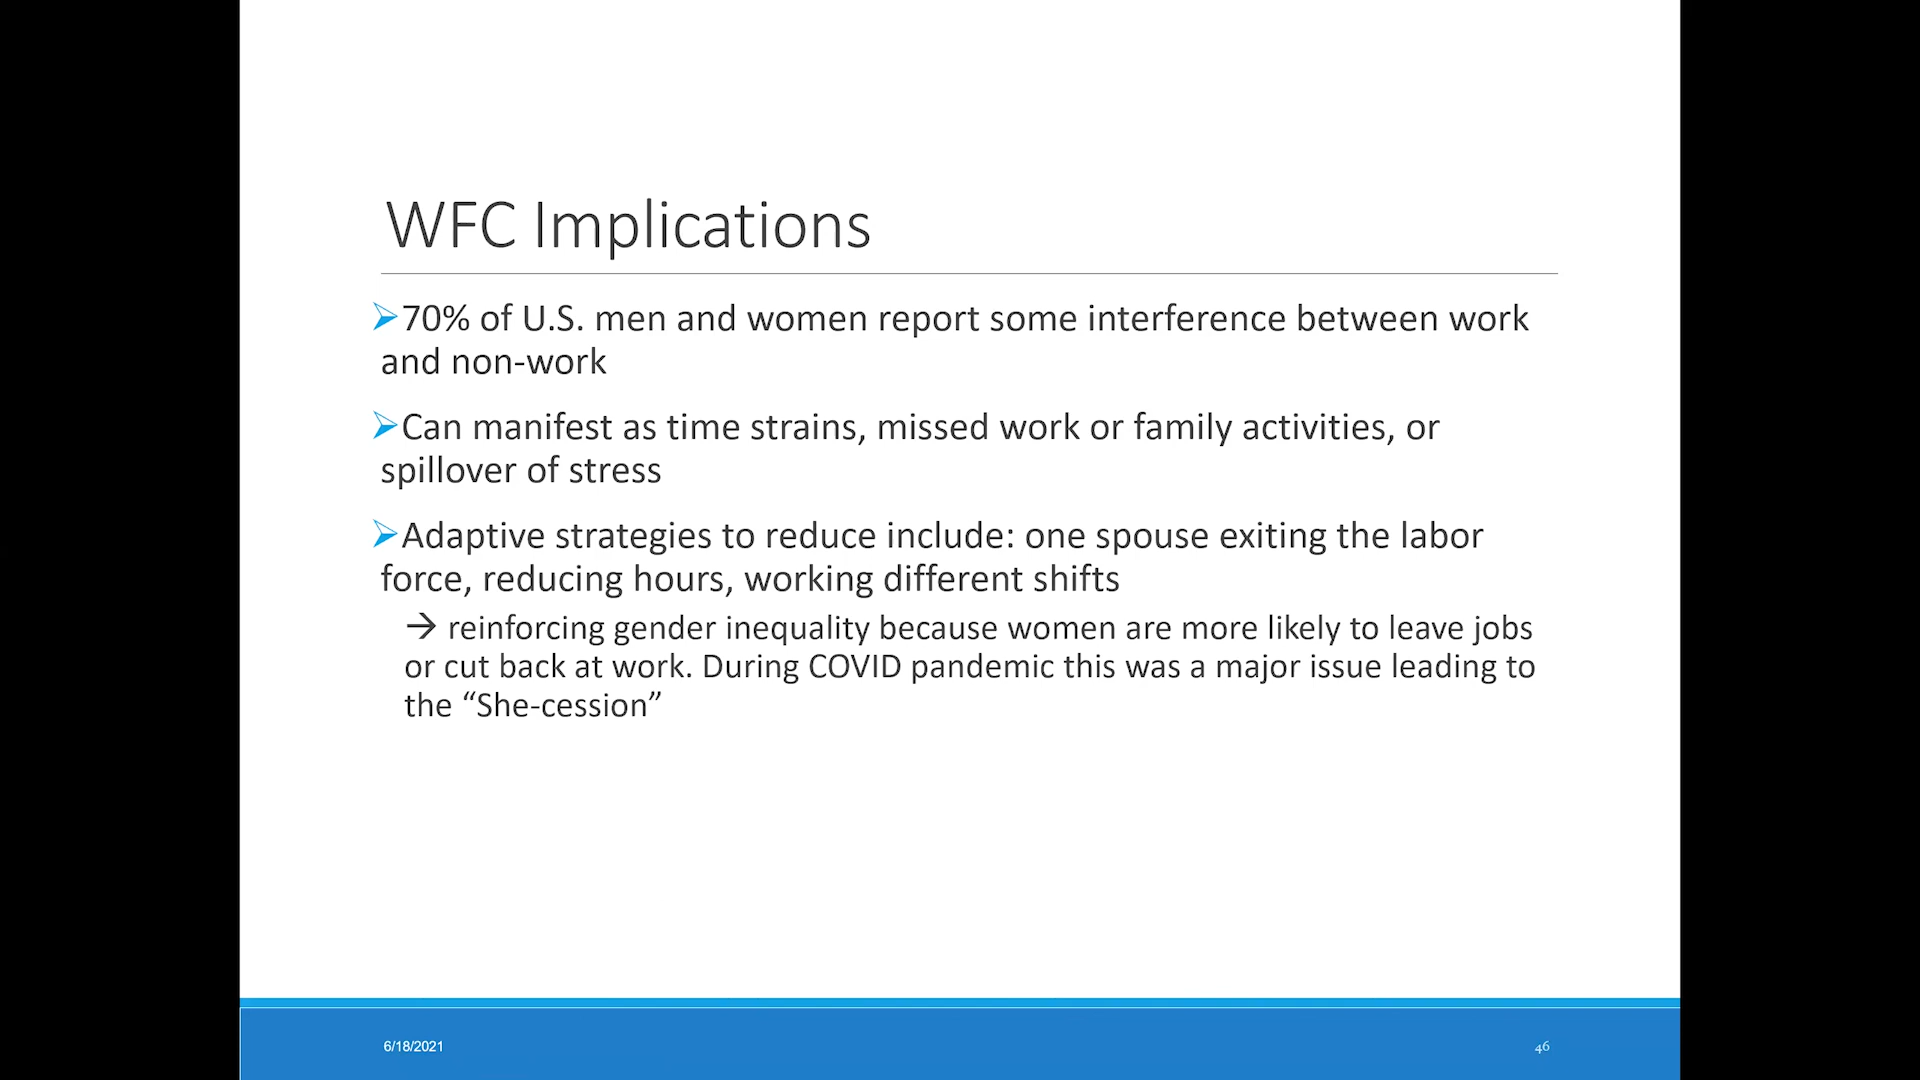 WFC Implications
➢70% of U.S. men and women report some interference between work
and non-work
➢Can manifest as time strains, missed work or family activities, or
spillover of stress
➢Adaptive strategies to reduce include: one spouse exiting the labor
force, reducing hours, working different shifts
→ reinforcing gender inequality because women are more likely to leave jobs
or cut back at work. During COVID pandemic this was a major issue leading to
the “She-cession”
6/18/2021
46